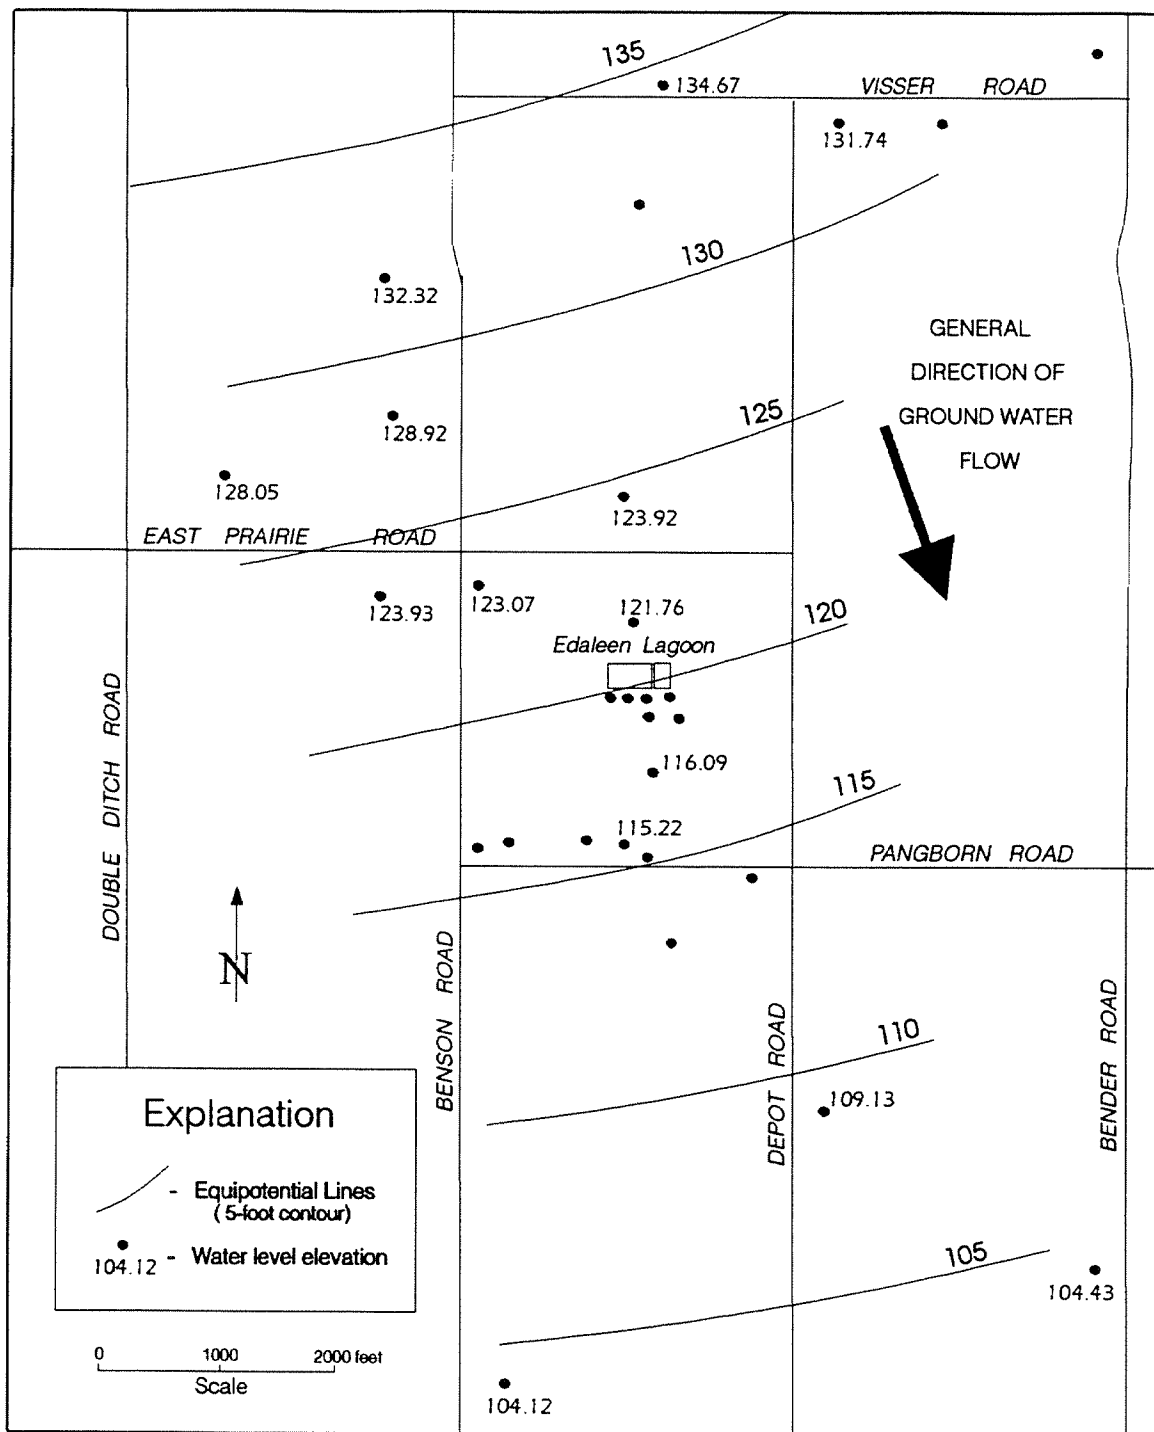 135
134.67
VISSER ROAD
131.74
130
132.32
GENERAL
DIRECTION OF
GROUND WATER
FLOW
125
128.92
128.05
123.92
EAST PRAIRIE ROAD
123.93
123.07
121.76
120
Edaleen Lagoon
DOUBLE DITCH ROAD
116.09
115
115.22
PANGBORN ROAD
N
BENSON ROAD
DEPOT ROAD
BENDER ROAD
110
109.13
105
104.43
104.12
Explanation
- Equipotential Lines
( 5-foot contour)
104.12 - Water level elevation
0 1000 2000 feet
Scale